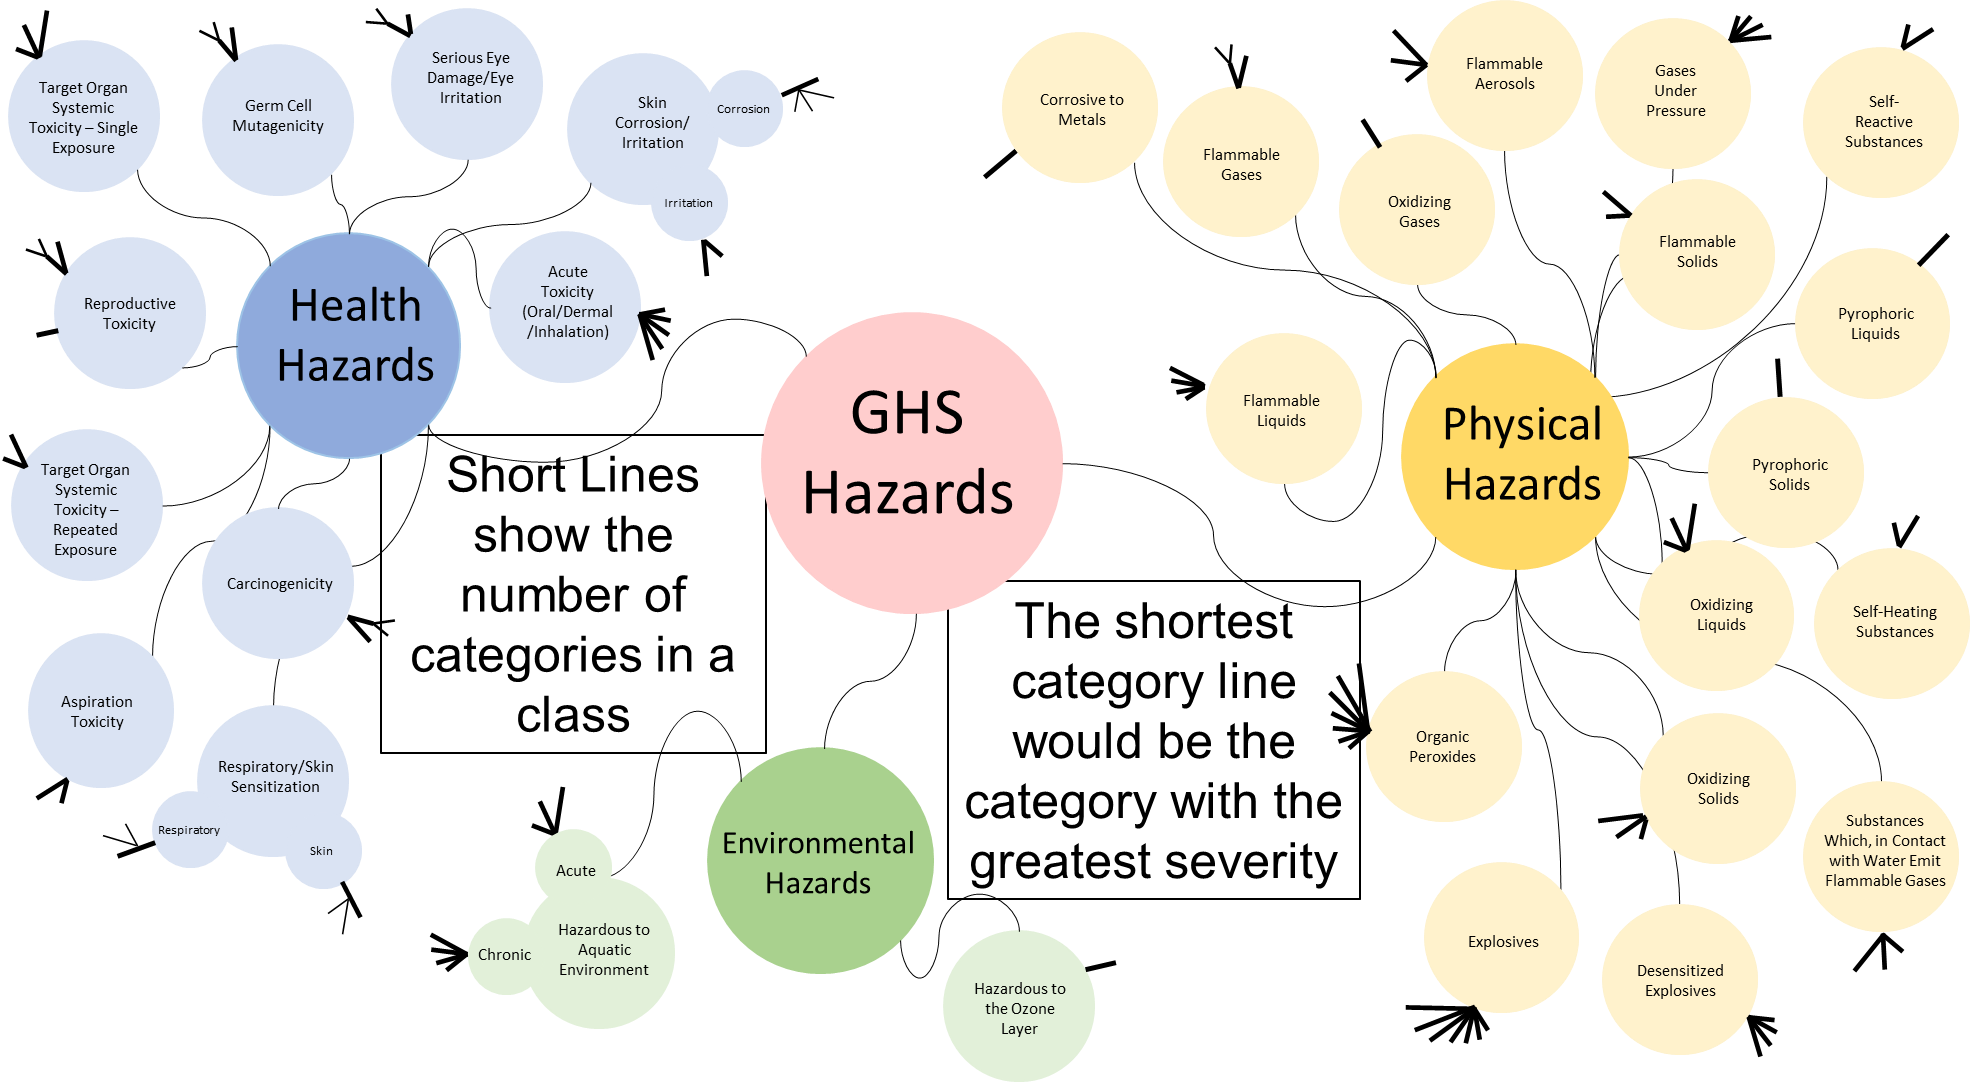 Target Organ
Systemic
Toxicity – Single
Exposure
Germ Cell
Mutagenicity
Serious Eye
Damage/Eye
Irritation
Skin
Corrosion/
Irritation
Corrosion
Irritation
Reproductive
Toxicity
Health
Hazards
Acute
Toxicity
(Oral/Dermal
/Inhalation)
Target Organ
Systemic
Toxicity –
Repeated
Exposure
Carcinogenicity
Aspiration
Toxicity
Respiratory/Skin
Sensitization
Respiratory
Skin
Short Lines
show the
number of
categories in a
class
GHS
Hazards
The shortest
category line
would be the
category with the
greatest severity
Environmental
Hazards
Acute
Chronic
Hazardous to
Aquatic
Environment
Hazardous to
the Ozone
Layer
Corrosive to
Metals
Flammable
Gases
Oxidizing
Gases
Flammable
Aerosols
Gases
Under
Pressure
Self-
Reactive
Substances
Flammable
Solids
Pyrophoric
Liquids
Flammable
Liquids
Physical
Hazards
Pyrophoric
Solids
Oxidizing
Liquids
Self-Heating
Substances
Organic
Peroxides
Oxidizing
Solids
Substances
Which, in Contact
with Water Emit
Flammable Gases
Explosives
Desensitized
Explosives